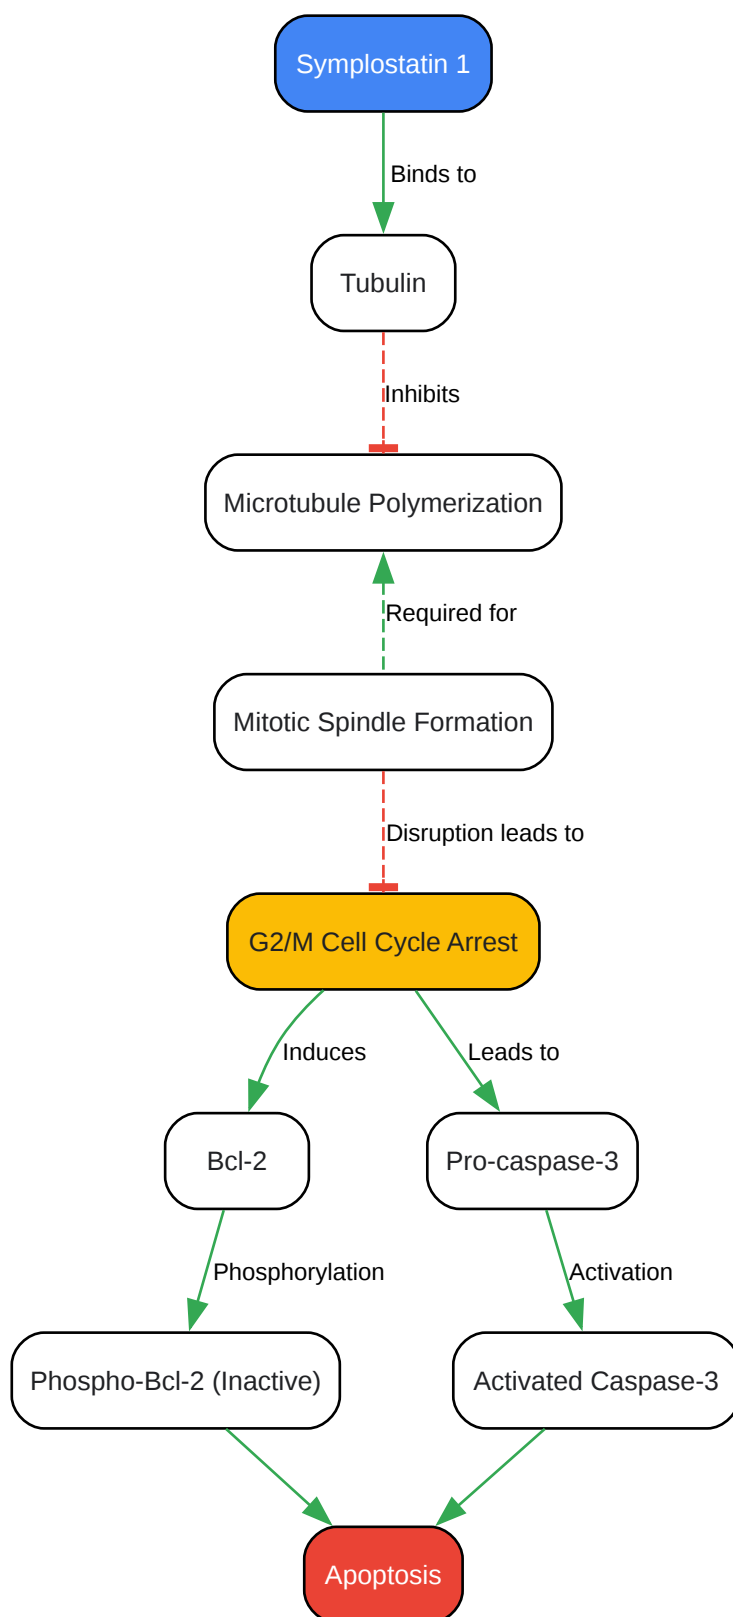 Symplostatin 1
Binds to
Tubulin
Inhibits
Microtubule Polymerization
Required for
Mitotic Spindle Formation
Disruption leads to
G2/M Cell Cycle Arrest
Induces
Leads to
Bcl-2
Pro-caspase-3
Phosphorylation
Activation
Phospho-Bcl-2 (Inactive)
Activated Caspase-3
Apoptosis